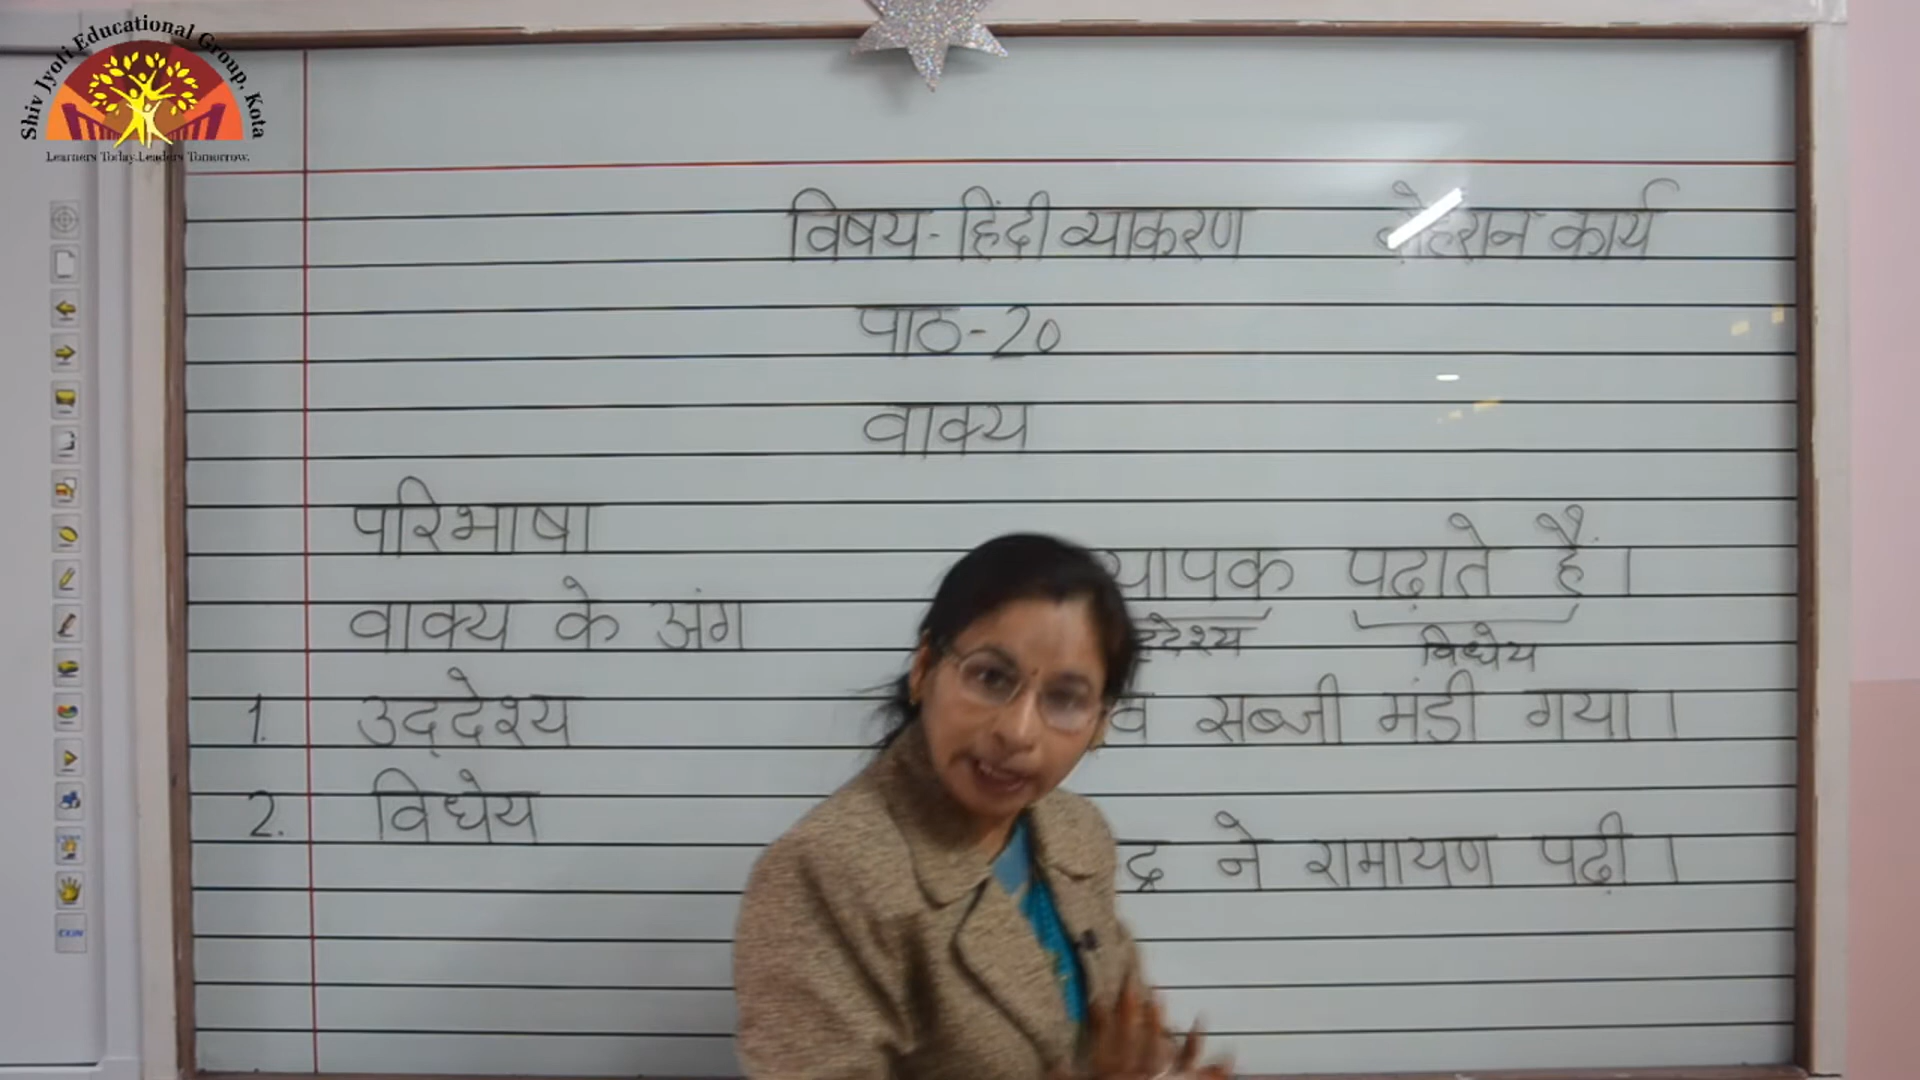 Shiv Jyoti Educational Group, Kota
Learners Today.Leaders Tomorrow.
विषय-हिंदी व्याकरण दोहरान कार्य
पाठ-20
वाक्य
परिभाषा
वाक्य के अंग
1. उद्देश्य
2. विधेय
पढ़ाते हैं।
विधेय
सब्जी मंडी गया।
ने रामायण पढ़ी।